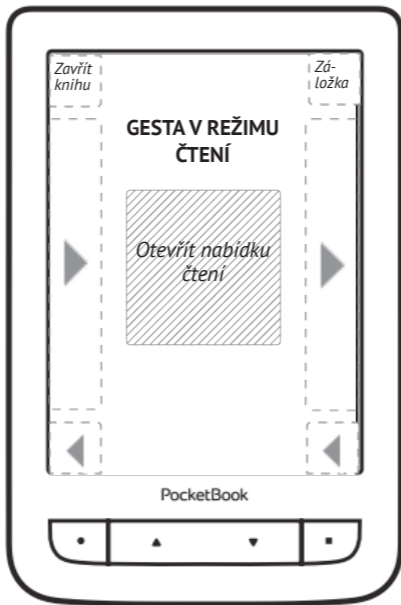 Zavřít
knihu
Zá-
ložka
GESTA V REŽIMU
ČTENÍ
Otevřít nabídku
čtení
PocketBook